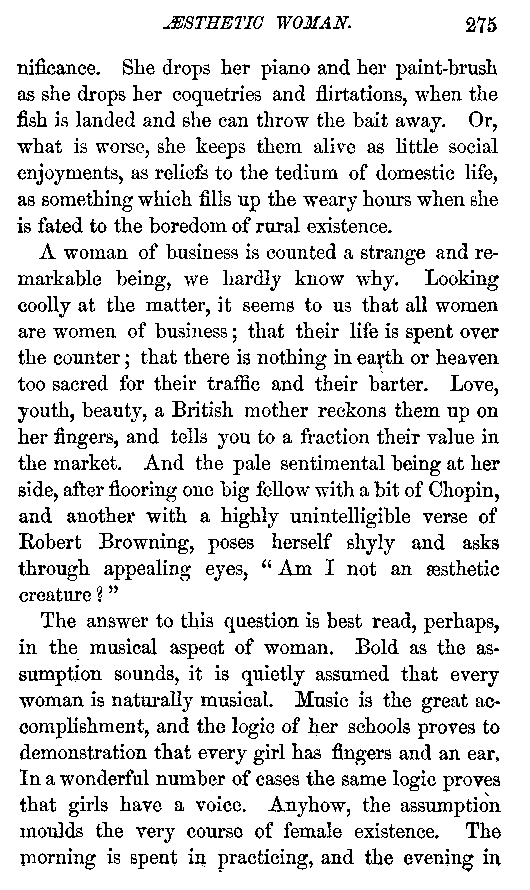 ÆSTHETIC WOMAN. 275
nificance. She drops her piano and her paint-brush
as she drops her coquetries and flirtations, when the
fish is landed and she can throw the bait away. Or,
what is worse, she keeps them alive as little social
enjoyments, as reliefs to the tedium of domestic life,
as something which fills up the weary hours when she
is fated to the boredom of rural existence.
A woman of business is counted a strange and re-
markable being, we hardly know why. Looking
coolly at the matter, it seems to us that all women
are women of business; that their life is spent over
the counter; that there is nothing in earth or heaven
too sacred for their traffic and their barter. Love,
youth, beauty, a British mother reckons them up on
her fingers, and tells you to a fraction their value in
the market. And the pale sentimental being at her
side, after flooring one big fellow with a bit of Chopin,
and another with a highly unintelligible verse of
Robert Browning, poses herself shyly and asks
through appealing eyes, “Am I not an æsthetic
creature?”
The answer to this question is best read, perhaps,
in the musical aspect of woman. Bold as the as-
sumption sounds, it is quietly assumed that every
woman is naturally musical. Music is the great ac-
complishment, and the logic of her schools proves to
demonstration that every girl has fingers and an ear.
In a wonderful number of cases the same logic proves
that girls have a voice. Anyhow, the assumption
moulds the very course of female existence. The
morning is spent in practicing, and the evening in